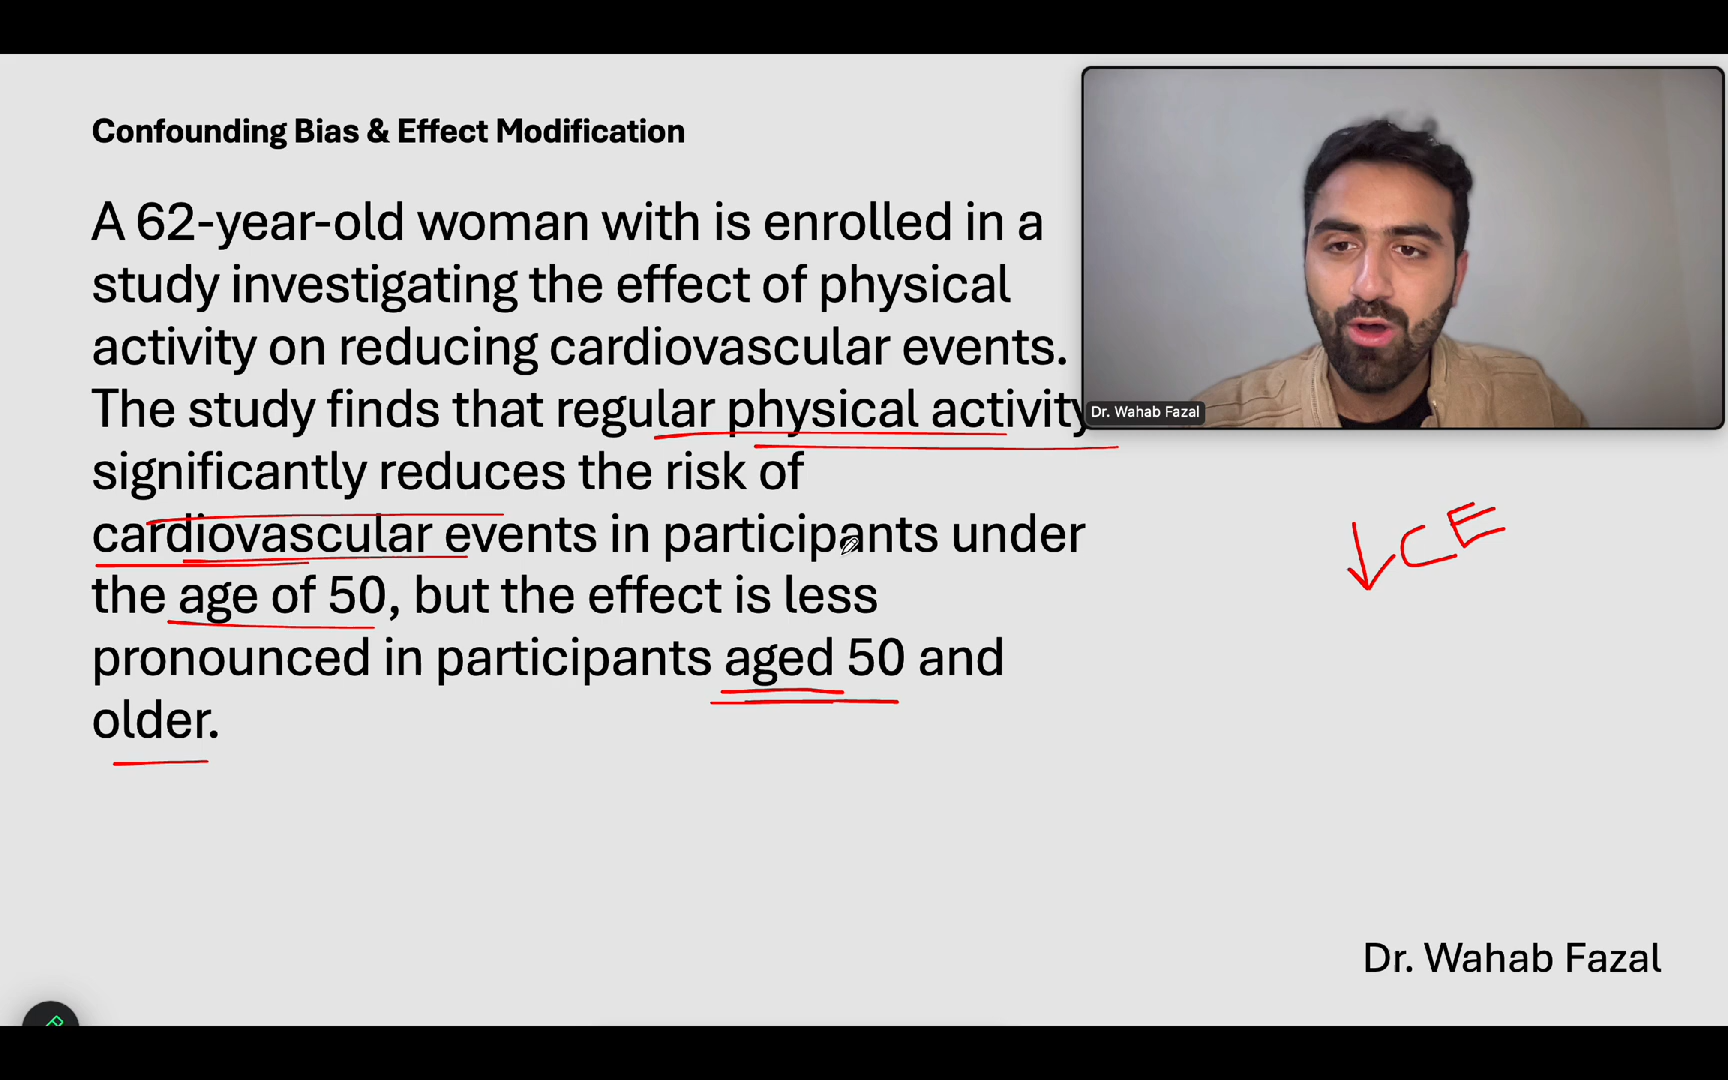 Confounding Bias & Effect Modification
A 62-year-old woman with is enrolled in a
study investigating the effect of physical
activity on reducing cardiovascular events.
The study finds that regular physical activity
significantly reduces the risk of
cardiovascular events in participants under
the age of 50, but the effect is less
pronounced in participants aged 50 and
older.
Dr. Wahab Fazal
↓CE
Dr. Wahab Fazal